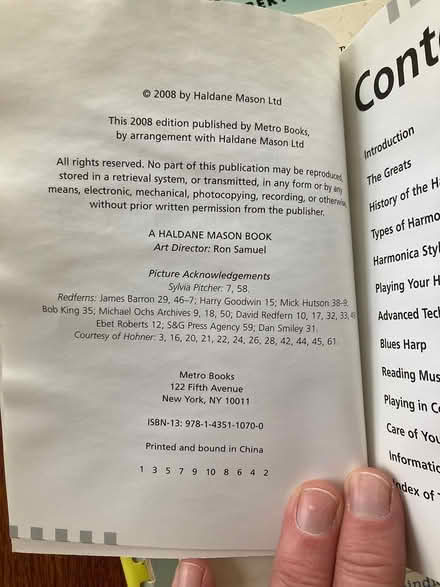 © 2008 by Haldane Mason Ltd
This 2008 edition published by Metro Books,
by arrangement with Haldane Mason Ltd
All rights reserved. No part of this publication may be reproduced,
stored in a retrieval system, or transmitted, in any form or by any
means, electronic, mechanical, photocopying, recording, or otherwise,
without prior written permission from the publisher.
A HALDANE MASON BOOK
Art Director: Ron Samuel
Picture Acknowledgements
Sylvia Pitcher: 7, 58.
Redferns: James Barron 29, 46–7; Harry Goodwin 15; Mick Hutson 38–9;
Bob King 35; Michael Ochs Archives 9, 18, 50; David Redfern 10, 17, 32, 33,
Ebet Roberts 12; S&G Press Agency 59; Dan Smiley 31.
Courtesy of Hohner: 3, 16, 20, 21, 22, 24, 26, 28, 42, 44, 45, 61.
Metro Books
122 Fifth Avenue
New York, NY 10011
ISBN-13: 978-1-4351-1070-0
Printed and bound in China
1 3 5 7 9 10 8 6 4 2
Cont
Introduction
The Greats
History of the H
Types of Harmo
Harmonica Styl
Playing Your H
Advanced Tech
Blues Harp
Reading Mus
Playing in C
Care of You
Informatio
Index of